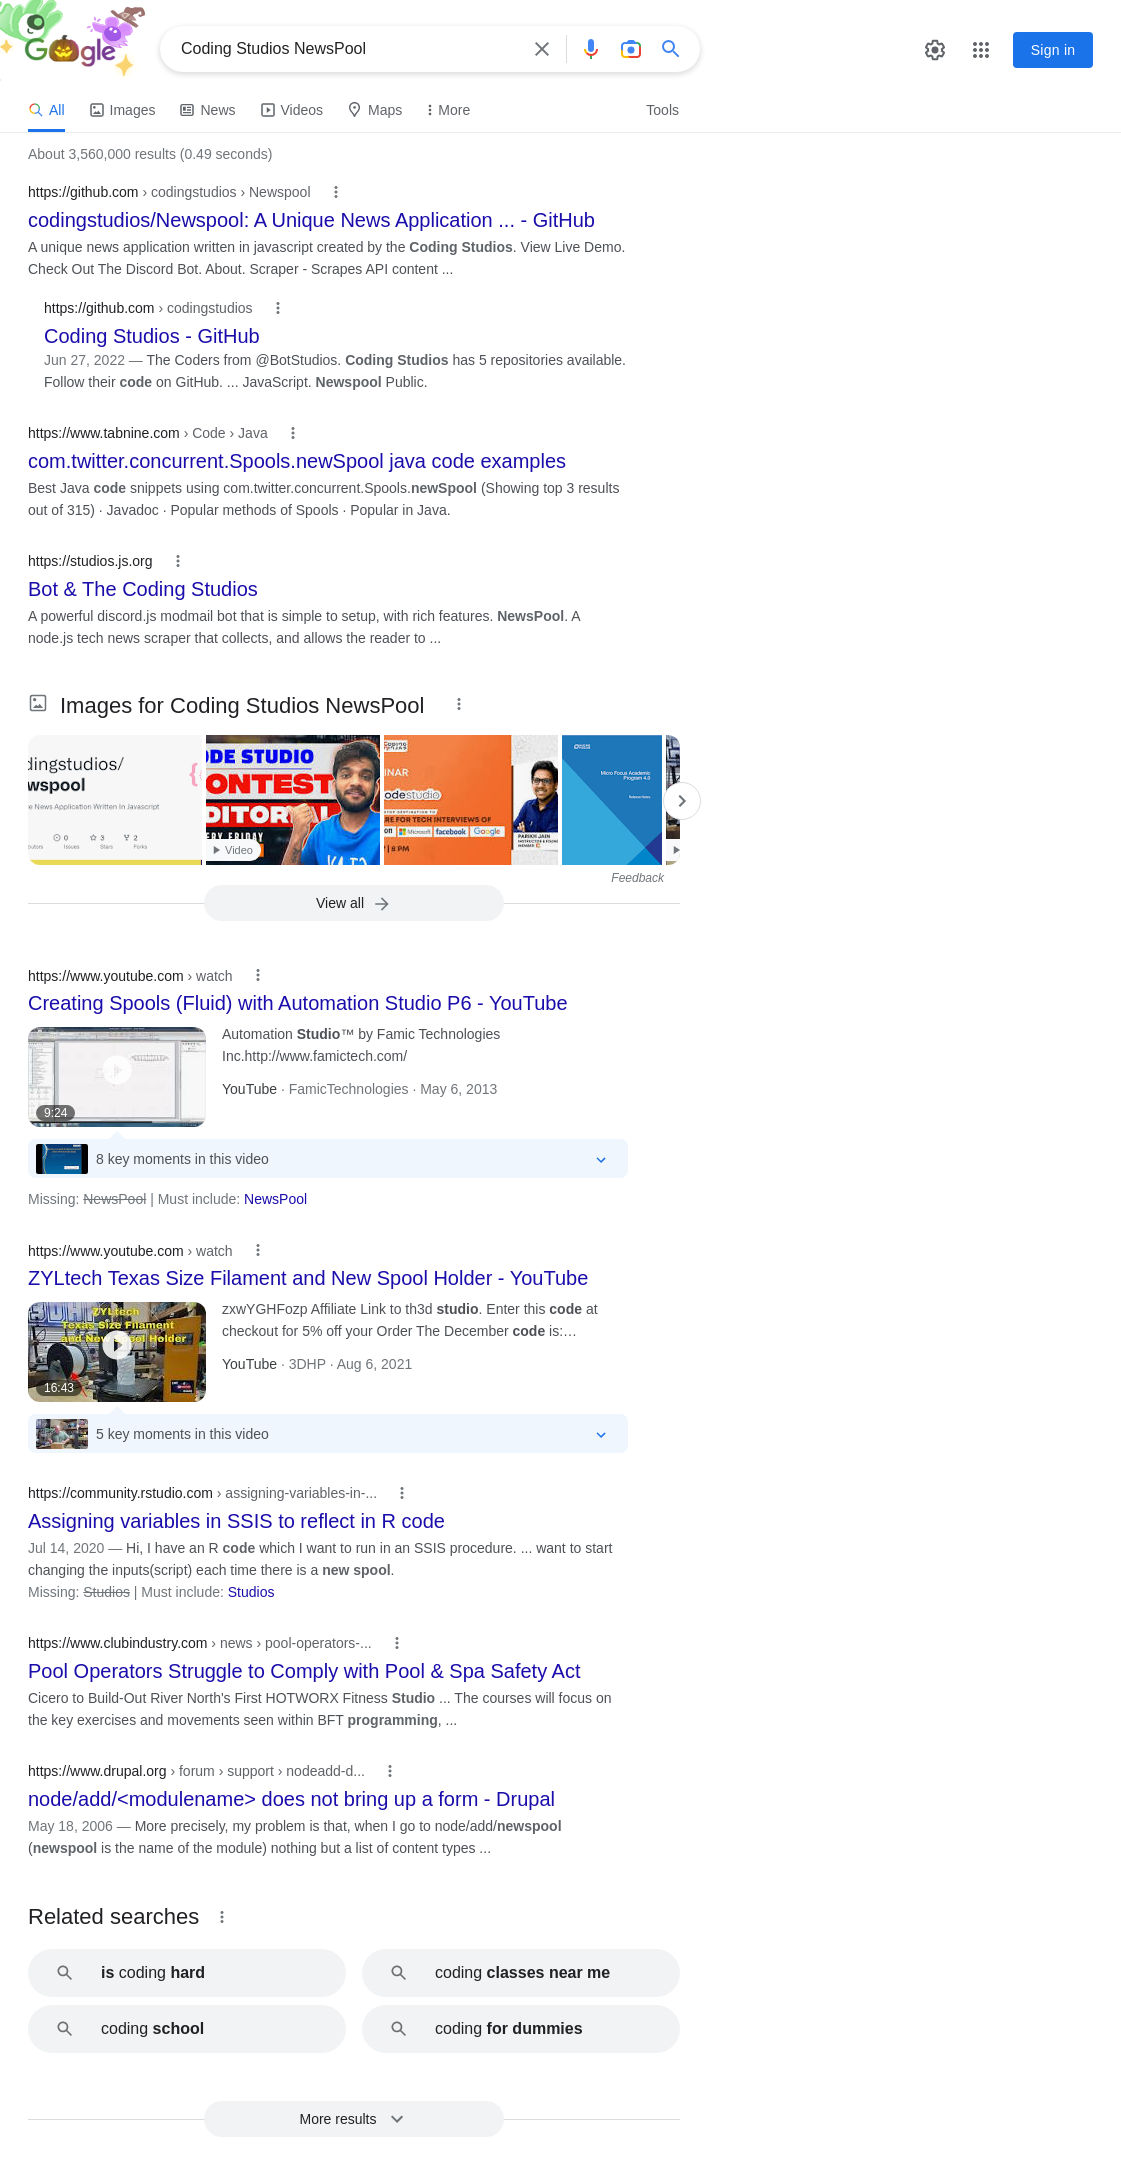 Google
Coding Studios NewsPool
Sign in
All
Images
News
Videos
Maps
More
Tools
About 3,560,000 results (0.49 seconds)
https://github.com › codingstudios › Newspool
codingstudios/Newspool: A Unique News Application ... - GitHub
A unique news application written in javascript created by the Coding Studios. View Live Demo.
Check Out The Discord Bot. About. Scraper - Scrapes API content ...
https://github.com › codingstudios
Coding Studios - GitHub
Jun 27, 2022 — The Coders from @BotStudios. Coding Studios has 5 repositories available.
Follow their code on GitHub. ... JavaScript. Newspool Public.
https://www.tabnine.com › Code › Java
com.twitter.concurrent.Spools.newSpool java code examples
Best Java code snippets using com.twitter.concurrent.Spools.newSpool (Showing top 3 results
out of 315) · Javadoc · Popular methods of Spools · Popular in Java.
https://studios.js.org
Bot & The Coding Studios
A powerful discord.js modmail bot that is simple to setup, with rich features. NewsPool. A
node.js tech news scraper that collects, and allows the reader to ...
Images for Coding Studios NewsPool
dingstudios/
wspool
e News Application Written In Javascript
0 3 2
utors Issues Stars Forks
ODE STUDIO
ONTEST
DITORIAL
ERY FRIDAY
Video
CODING
INAR
odestudio
RE FOR TECH INTERVIEWS OF
on Microsoft facebook Google
| 8 PM
PARIKH JAIN
Micro Focus Academic
Program 4.0
Release Notes
Feedback
View all
https://www.youtube.com › watch
Creating Spools (Fluid) with Automation Studio P6 - YouTube
Automation Studio™ by Famic Technologies
Inc.http://www.famictech.com/
YouTube · FamicTechnologies · May 6, 2013
9:24
8 key moments in this video
Missing: NewsPool | Must include: NewsPool
https://www.youtube.com › watch
ZYLtech Texas Size Filament and New Spool Holder - YouTube
ZYLtech
Texas Size Filament
and New Spool Holder
16:43
zxwYGHFozp Affiliate Link to th3d studio. Enter this code at
checkout for 5% off your Order The December code is:…
YouTube · 3DHP · Aug 6, 2021
5 key moments in this video
https://community.rstudio.com › assigning-variables-in-...
Assigning variables in SSIS to reflect in R code
Jul 14, 2020 — Hi, I have an R code which I want to run in an SSIS procedure. ... want to start
changing the inputs(script) each time there is a new spool.
Missing: Studios | Must include: Studios
https://www.clubindustry.com › news › pool-operators-...
Pool Operators Struggle to Comply with Pool & Spa Safety Act
Cicero to Build-Out River North's First HOTWORX Fitness Studio ... The courses will focus on
the key exercises and movements seen within BFT programming, ...
https://www.drupal.org › forum › support › nodeadd-d...
node/add/<modulename> does not bring up a form - Drupal
May 18, 2006 — More precisely, my problem is that, when I go to node/add/newspool
(newspool is the name of the module) nothing but a list of content types ...
Related searches
is coding hard
coding classes near me
coding school
coding for dummies
More results